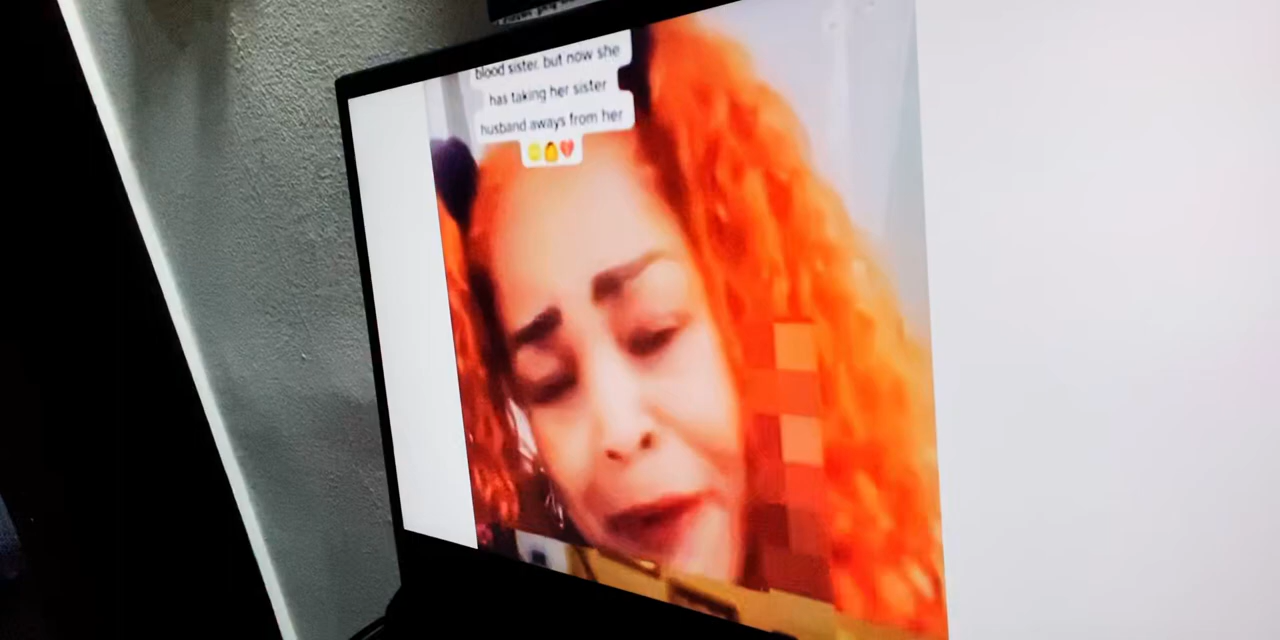 blood sister. but now she
has taking her sister
husband aways from her